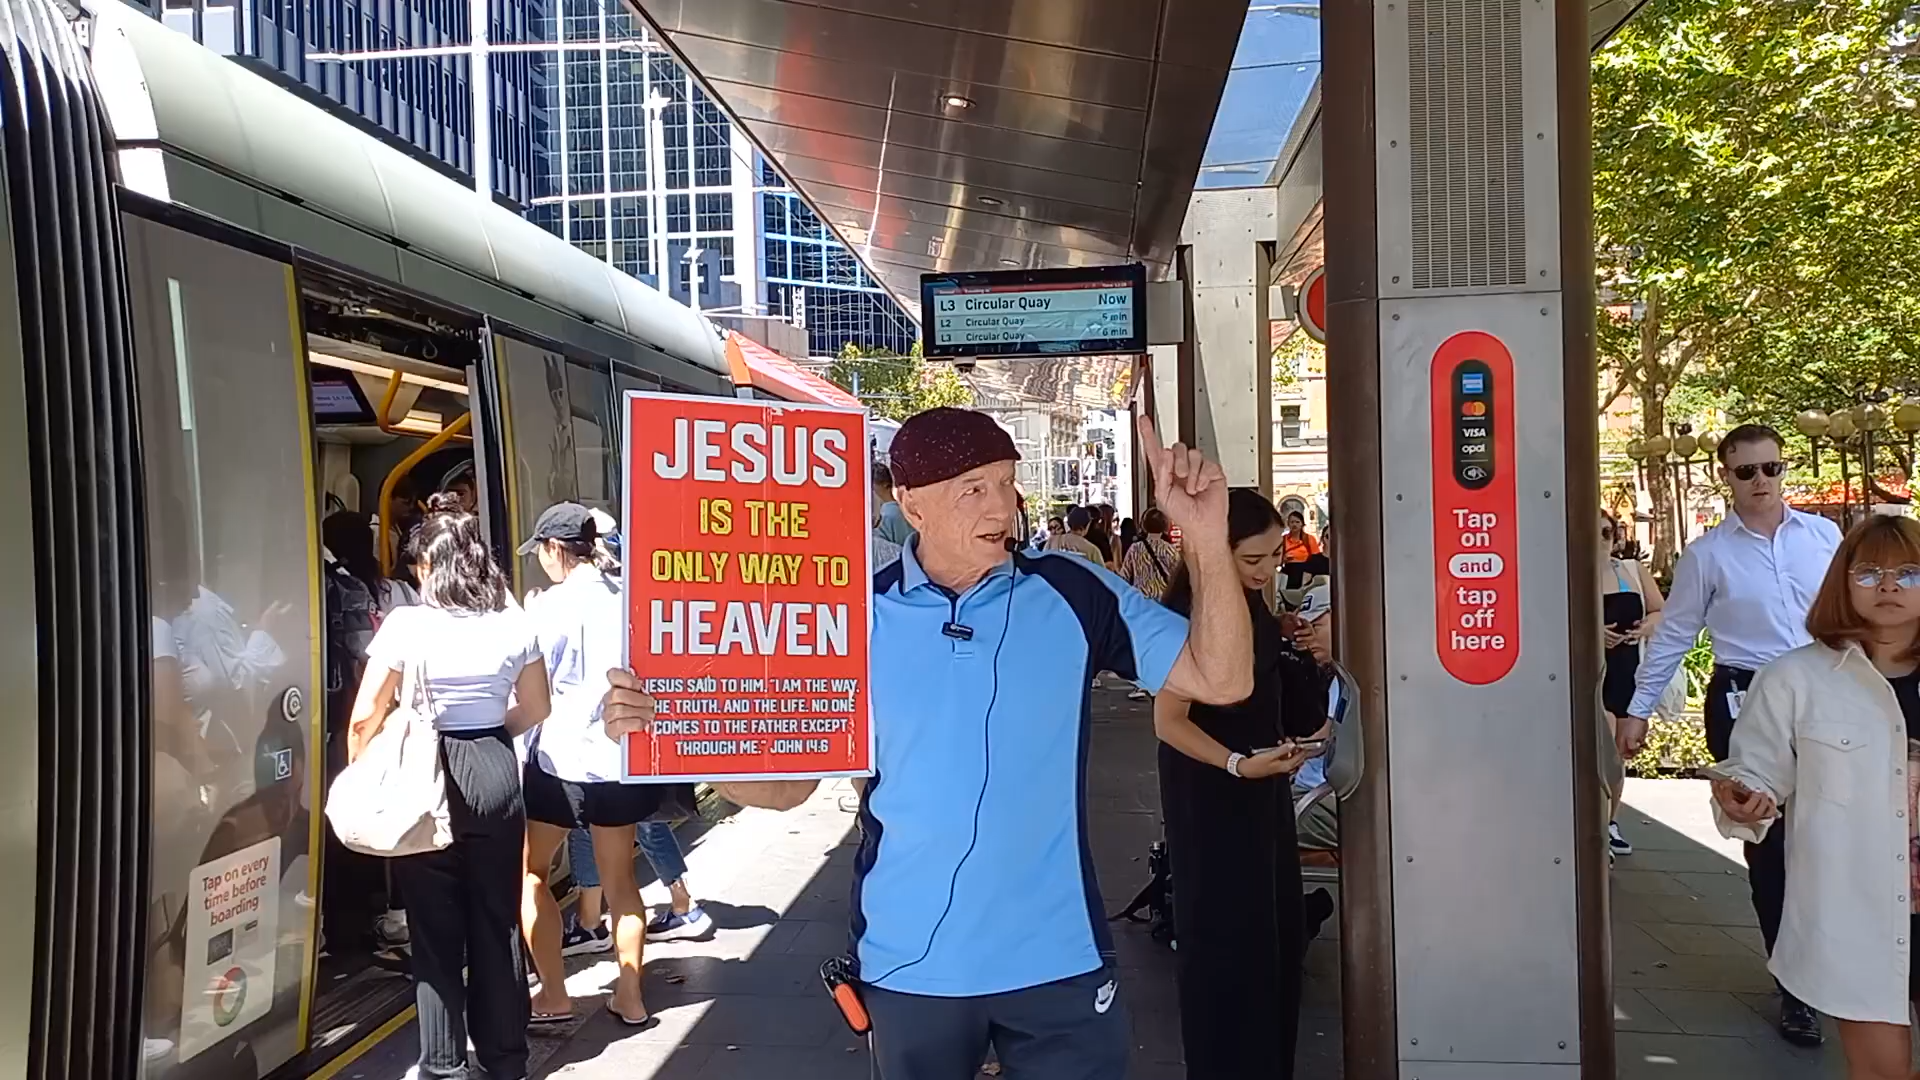 JESUS
IS THE
ONLY WAY TO
HEAVEN
JESUS SAID TO HIM, "I AM THE WAY,
HE TRUTH, AND THE LIFE. NO ONE
COMES TO THE FATHER EXCEPT
THROUGH ME." JOHN 14:6
L3 Circular Quay Now
L2 Circular Quay 5 min
L3 Circular Quay 6 min
VISA
opal
Tap
on
and
tap
off
here
Tap on every
time before
boarding